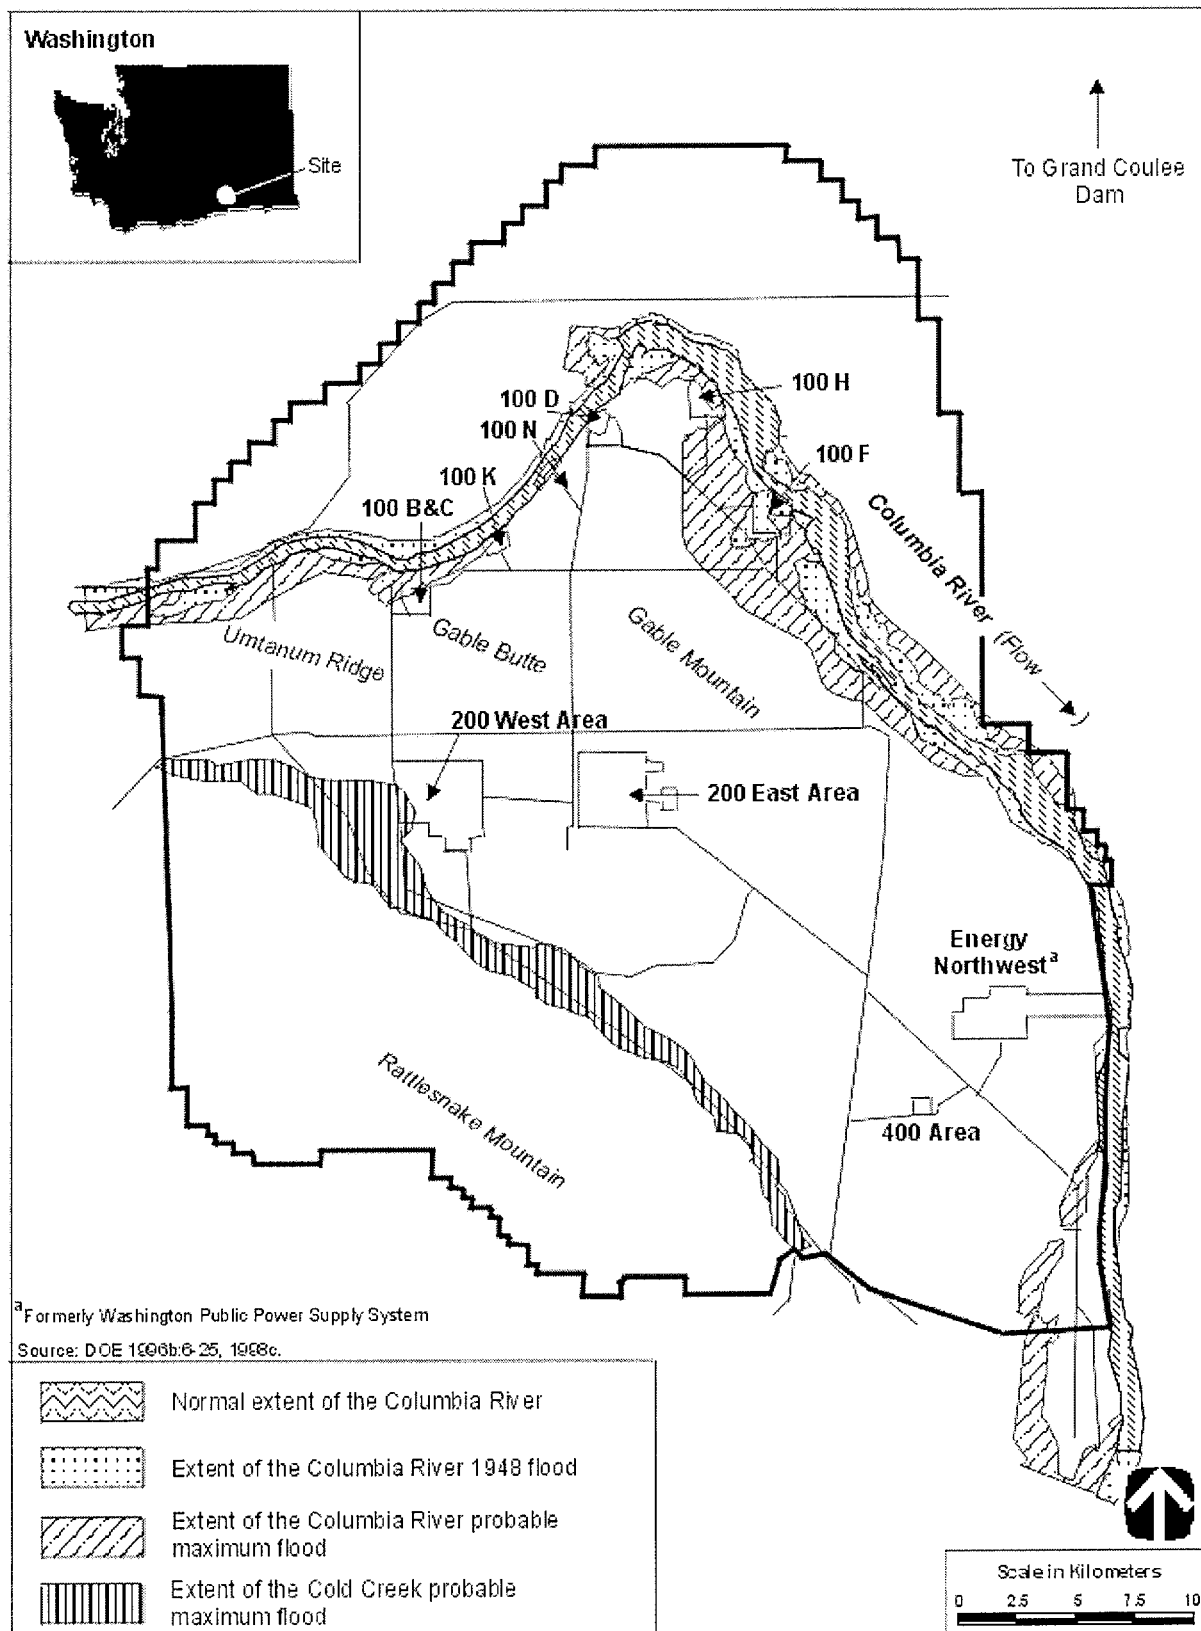 Washington
Site
To Grand Coulee
Dam
100 H
100 D
100 N
100 F
100 K
100 B&C
Columbia River (Flow
Umtanum Ridge
Gable Butte
Gable Mountain
200 West Area
200 East Area
Energy
Northwestᵃ
Rattlesnake Mountain
400 Area
ᵃFormerly Washington Public Power Supply System
Source: DOE 1996b:6-25, 1998c.
Normal extent of the Columbia River
Extent of the Columbia River 1948 flood
Extent of the Columbia River probable
maximum flood
Extent of the Cold Creek probable
maximum flood
Scale in Kilometers
0 2.5 5 7.5 10